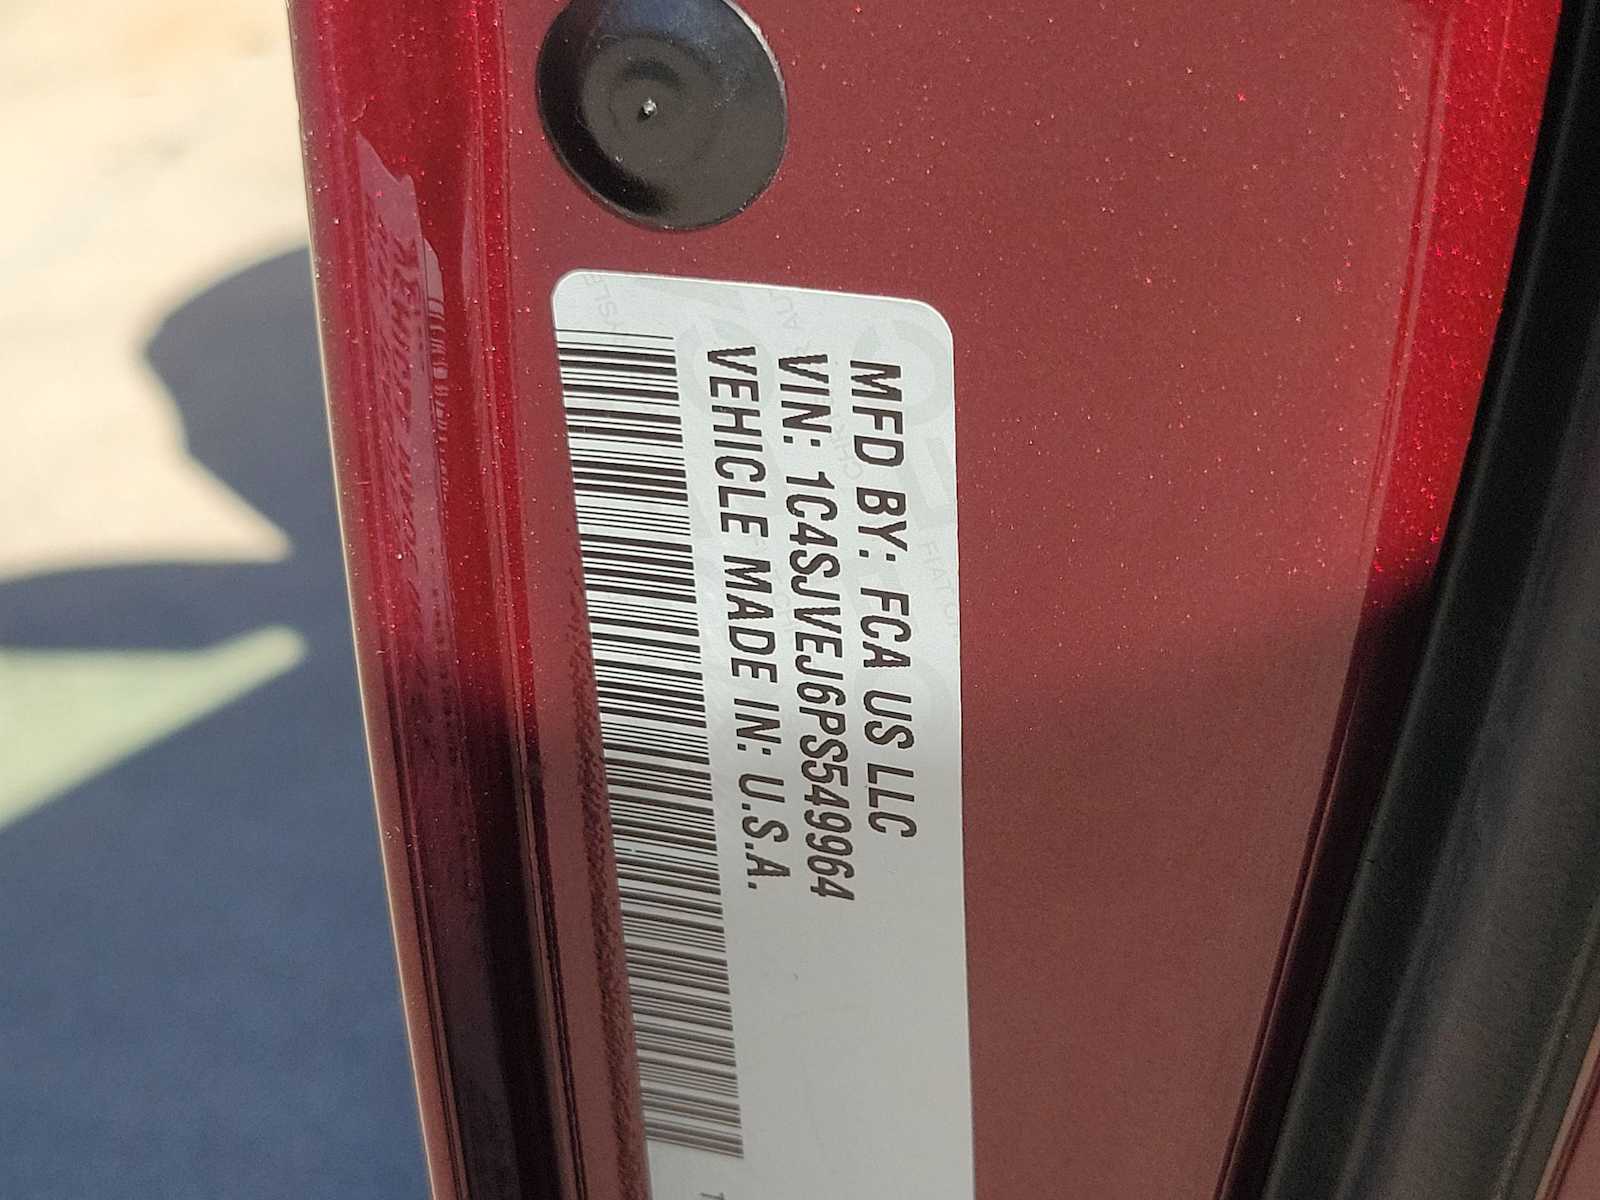 MFD BY: FCA US LLC
VIN: 1C4SJVEJ6PS549964
VEHICLE MADE IN: U.S.A.